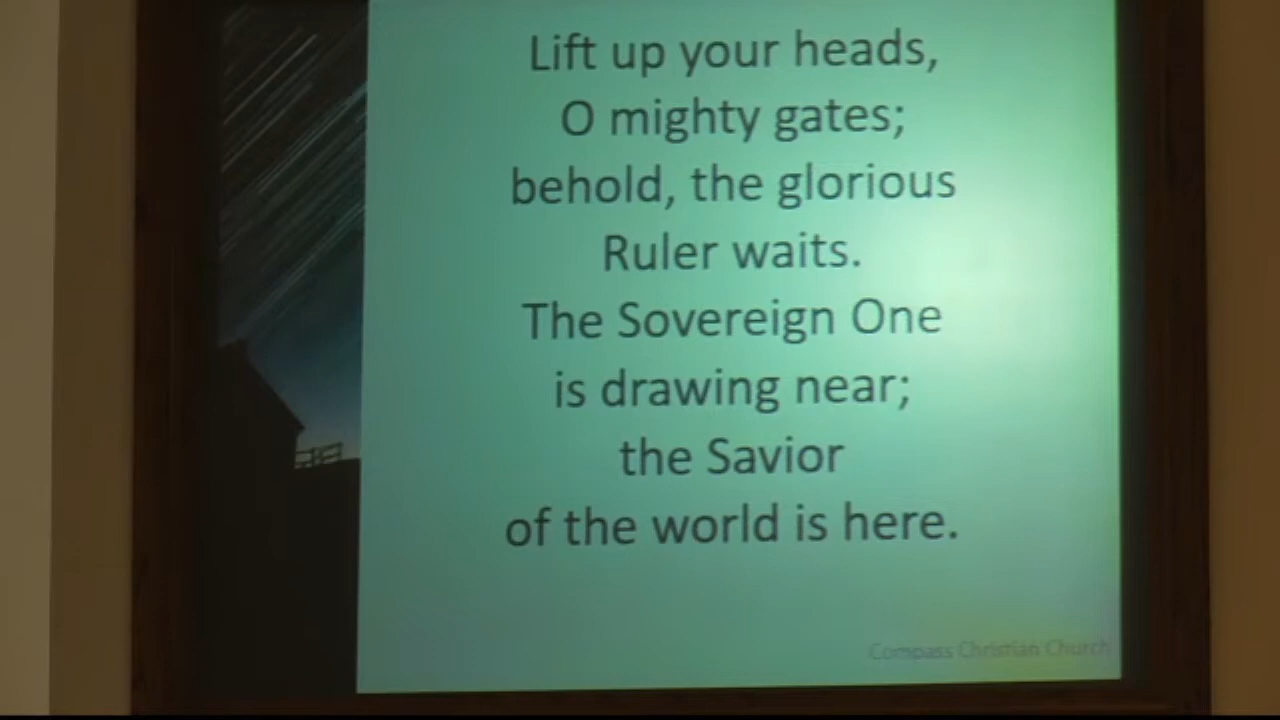 Lift up your heads,
O mighty gates;
behold, the glorious
Ruler waits.
The Sovereign One
is drawing near;
the Savior
of the world is here.
Compass Christian Church